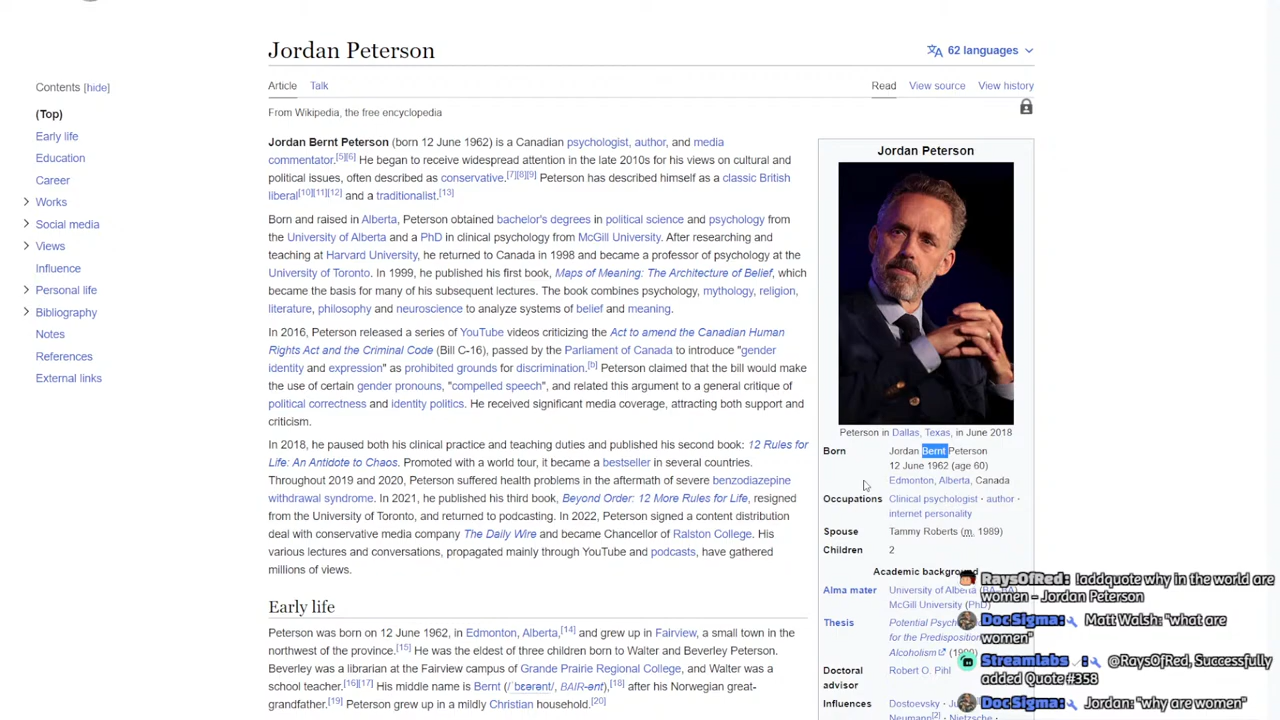 Jordan Peterson
62 languages
Contents [hide]
Article Talk
Read View source View history
(Top)
From Wikipedia, the free encyclopedia
Early life
Education
Career
Works
Social media
Views
Influence
Personal life
Bibliography
Notes
References
External links
Jordan Bernt Peterson (born 12 June 1962) is a Canadian psychologist, author, and media
commentator.[5][6] He began to receive widespread attention in the late 2010s for his views on cultural and
political issues, often described as conservative.[7][8][9] Peterson has described himself as a classic British
liberal[10][11][12] and a traditionalist.[13]
Born and raised in Alberta, Peterson obtained bachelor's degrees in political science and psychology from
the University of Alberta and a PhD in clinical psychology from McGill University. After researching and
teaching at Harvard University, he returned to Canada in 1998 and became a professor of psychology at the
University of Toronto. In 1999, he published his first book, Maps of Meaning: The Architecture of Belief, which
became the basis for many of his subsequent lectures. The book combines psychology, mythology, religion,
literature, philosophy and neuroscience to analyze systems of belief and meaning.
In 2016, Peterson released a series of YouTube videos criticizing the Act to amend the Canadian Human
Rights Act and the Criminal Code (Bill C-16), passed by the Parliament of Canada to introduce "gender
identity and expression" as prohibited grounds for discrimination.[b] Peterson claimed that the bill would make
the use of certain gender pronouns, "compelled speech", and related this argument to a general critique of
political correctness and identity politics. He received significant media coverage, attracting both support and
criticism.
In 2018, he paused both his clinical practice and teaching duties and published his second book: 12 Rules for
Life: An Antidote to Chaos. Promoted with a world tour, it became a bestseller in several countries.
Throughout 2019 and 2020, Peterson suffered health problems in the aftermath of severe benzodiazepine
withdrawal syndrome. In 2021, he published his third book, Beyond Order: 12 More Rules for Life, resigned
from the University of Toronto, and returned to podcasting. In 2022, Peterson signed a content distribution
deal with conservative media company The Daily Wire and became Chancellor of Ralston College. His
various lectures and conversations, propagated mainly through YouTube and podcasts, have gathered
millions of views.
Early life
Peterson was born on 12 June 1962, in Edmonton, Alberta,[14] and grew up in Fairview, a small town in the
northwest of the province.[15] He was the eldest of three children born to Walter and Beverley Peterson.
Beverley was a librarian at the Fairview campus of Grande Prairie Regional College, and Walter was a
school teacher.[16][17] His middle name is Bernt (/ˈbɛərənt/, BAIR-ənt),[18] after his Norwegian great-
grandfather.[19] Peterson grew up in a mildly Christian household.[20]
Jordan Peterson
Peterson in Dallas, Texas, in June 2018
Born Jordan Bernt Peterson
12 June 1962 (age 60)
Edmonton, Alberta, Canada
Occupations Clinical psychologist · author ·
internet personality
Spouse Tammy Roberts (m. 1989)
Children 2
Academic background
Alma mater University of Alberta (BA, BA)
McGill University (PhD)
Thesis Potential Psych
for the Predisposition
Alcoholism
Doctoral Robert O. Pihl
advisor
Influences Dostoevsky
Neumann[2] · Nietzsche
RaysOfRed: !addquote why in the world are
women - Jordan Peterson
Doc Sigma: Matt Walsh: "what are
women"
Streamlabs : @RaysOfRed, Successfully
added Quote #358
Doc Sigma: Jordan: "why are women"